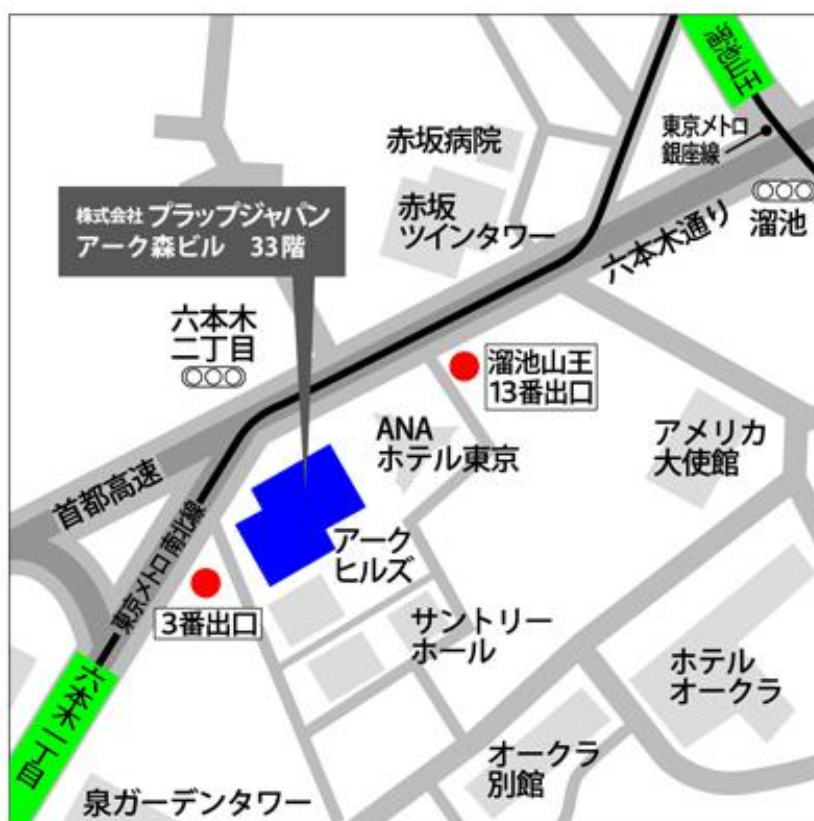 溜池山王
東京メトロ
銀座線
赤坂病院
赤坂
ツインタワー
六本木通り
溜池
株式会社 プラップジャパン
アーク森ビル 33階
六本木
二丁目
溜池山王
13番出口
ANA
ホテル東京
アメリカ
大使館
首都高速
東京メトロ 南北線
アーク
ヒルズ
3番出口
サントリー
ホール
ホテル
オークラ
六本木一丁目
オークラ
別館
泉ガーデンタワー